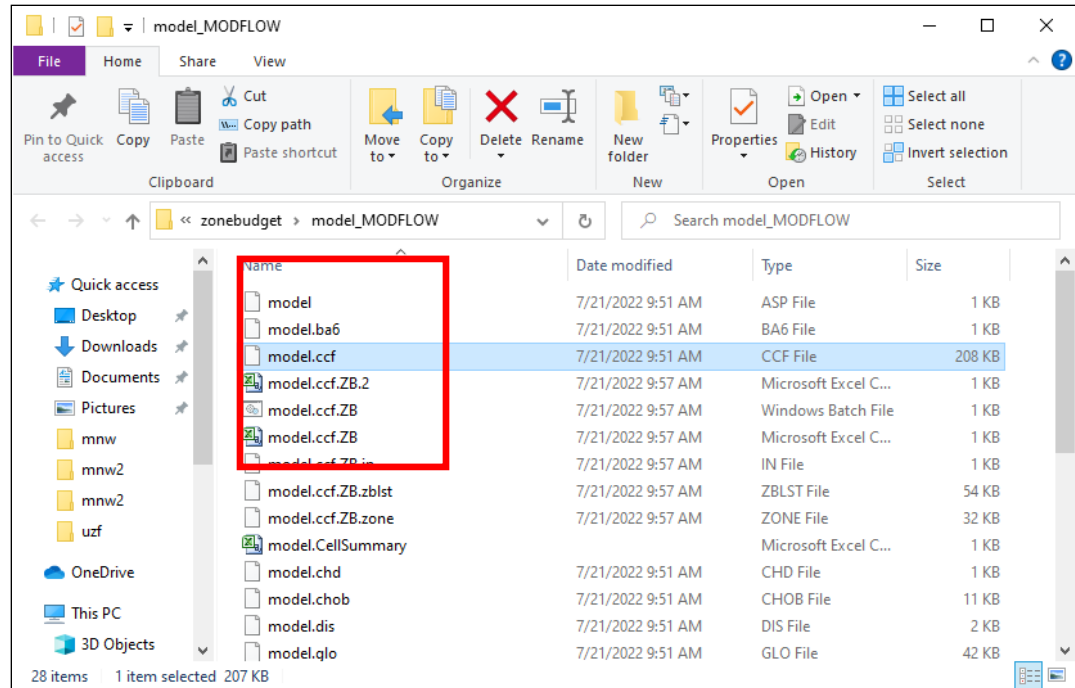 model_MODFLOW
File Home Share View
Pin to Quick access
Copy
Paste
Cut
Copy path
Paste shortcut
Move to
Copy to
Delete
Rename
New folder
Properties
Open
Edit
History
Select all
Select none
Invert selection
Clipboard Organize New Open Select
« zonebudget > model_MODFLOW
Search model_MODFLOW
Quick access
Desktop
Downloads
Documents
Pictures
mnw
mnw2
mnw2
uzf
OneDrive
This PC
3D Objects
Name Date modified Type Size
model 7/21/2022 9:51 AM ASP File 1 KB
model.ba6 7/21/2022 9:51 AM BA6 File 1 KB
model.ccf 7/21/2022 9:51 AM CCF File 208 KB
model.ccf.ZB.2 7/21/2022 9:57 AM Microsoft Excel C... 1 KB
model.ccf.ZB 7/21/2022 9:57 AM Windows Batch File 1 KB
model.ccf.ZB 7/21/2022 9:57 AM Microsoft Excel C... 1 KB
model.ccf.ZB.in 7/21/2022 9:57 AM IN File 1 KB
model.ccf.ZB.zblst 7/21/2022 9:57 AM ZBLST File 54 KB
model.ccf.ZB.zone 7/21/2022 9:57 AM ZONE File 32 KB
model.CellSummary Microsoft Excel C... 1 KB
model.chd 7/21/2022 9:51 AM CHD File 1 KB
model.chob 7/21/2022 9:51 AM CHOB File 11 KB
model.dis 7/21/2022 9:51 AM DIS File 2 KB
model.glo 7/21/2022 9:51 AM GLO File 42 KB
28 items 1 item selected 207 KB